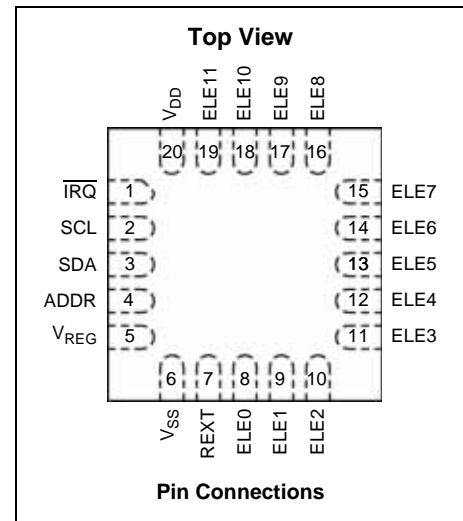 Top View
VDD
ELE11
ELE10
ELE9
ELE8
20 19 18 17 16
IRQ 1
SCL 2
SDA 3
ADDR 4
VREG 5
15 ELE7
14 ELE6
13 ELE5
12 ELE4
11 ELE3
6 7 8 9 10
VSS
REXT
ELE0
ELE1
ELE2
Pin Connections